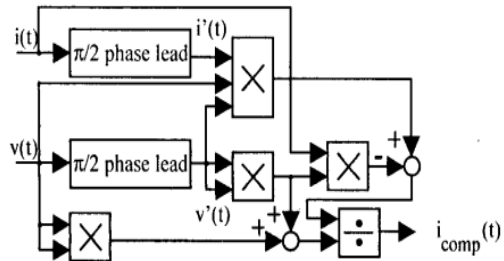 i(t)
π/2 phase lead
i'(t)
×
+
v(t)
π/2 phase lead
×
×
-
v'(t)
+
×
+
÷
i_comp(t)